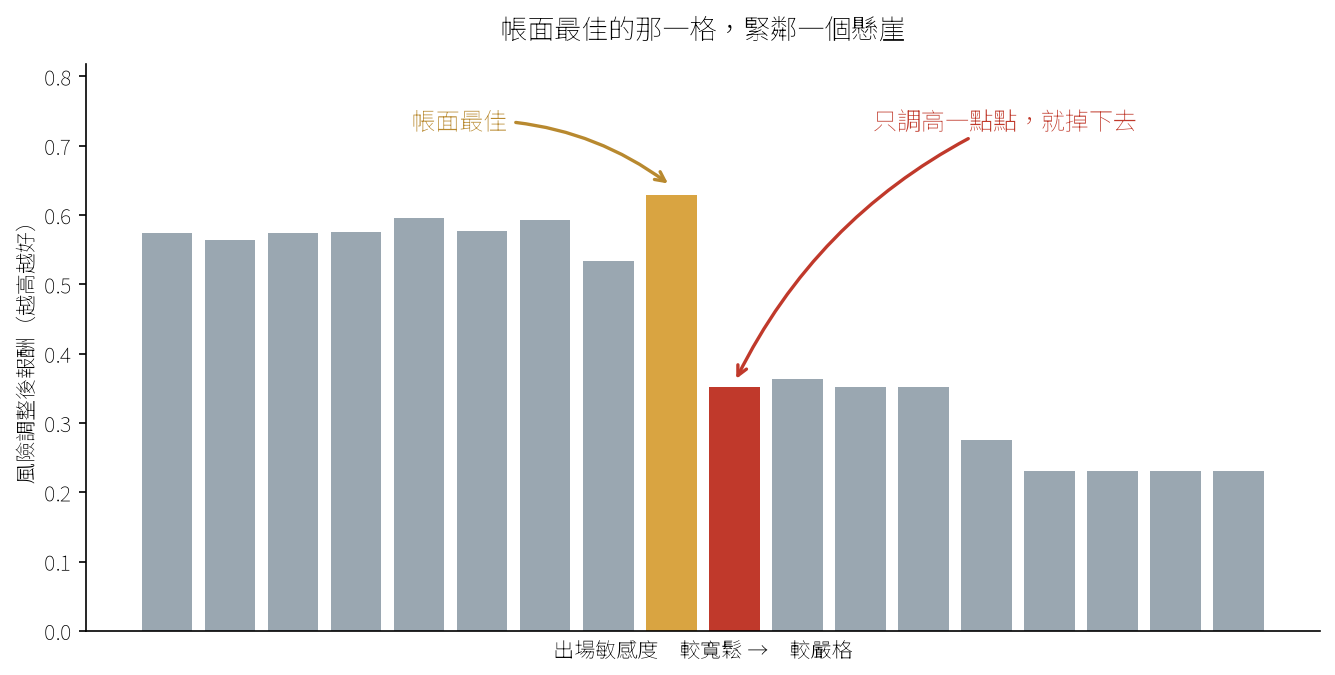 帳面最佳的那一格，緊鄰一個懸崖
帳面最佳
只調高一點點，就掉下去
風險調整後報酬（越高越好）
0.8
0.7
0.6
0.5
0.4
0.3
0.2
0.1
0.0
出場敏感度　較寬鬆 →　較嚴格